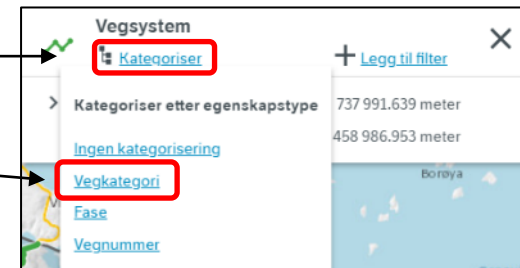 Vegsystem
Kategoriser
Legg til filter
Kategoriser etter egenskapstype
737 991.639 meter
458 986.953 meter
Ingen kategorisering
Vegkategori
Borøya
Fase
Vegnummer